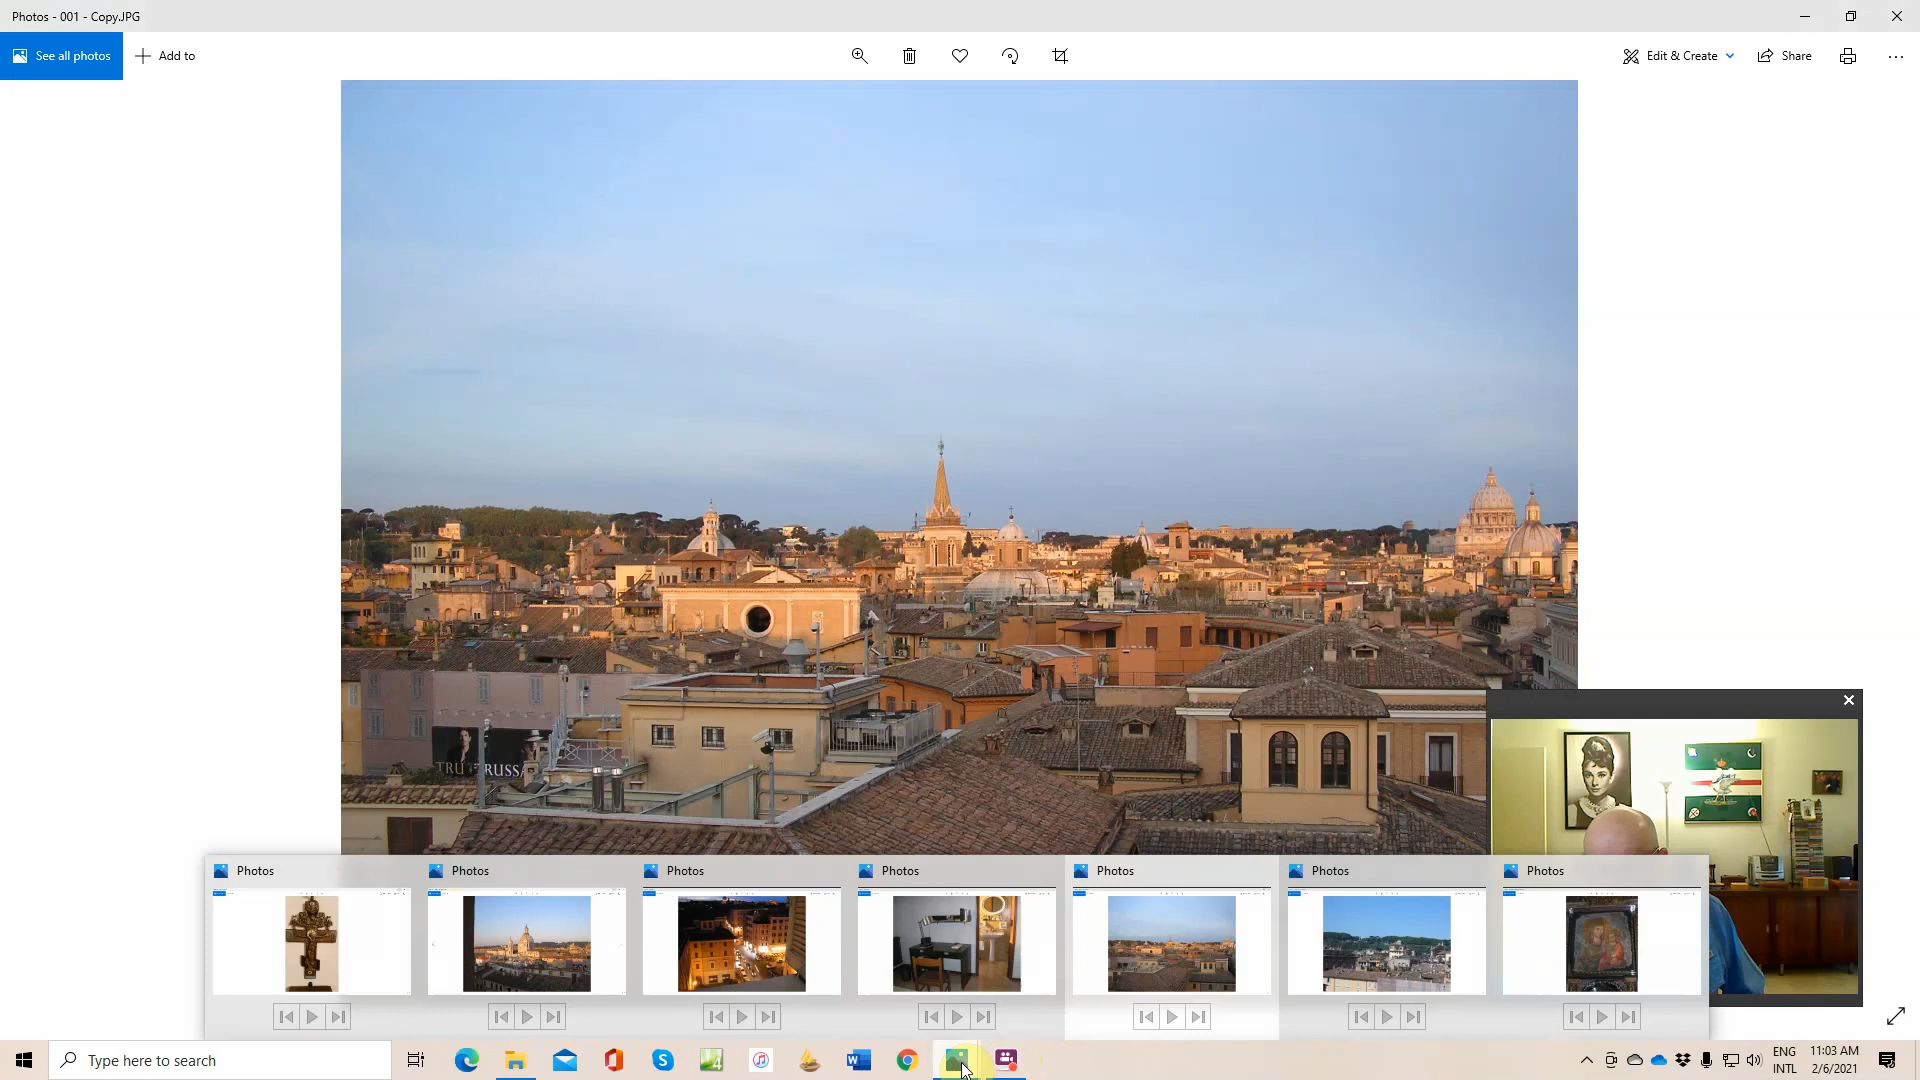 Photos - 001 - Copy.JPG
See all photos
Add to
Edit & Create
Share
TRU TRUSSA
Photos
Photos
Photos
Photos
Photos
Photos
Photos
Type here to search
ENG
INTL
11:03 AM
2/6/2021